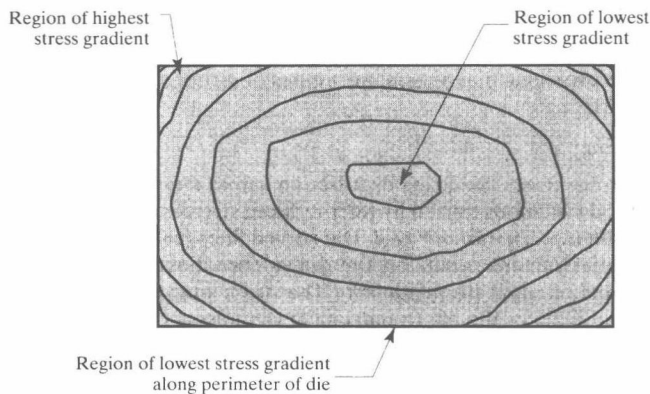 Region of highest
stress gradient
Region of lowest
stress gradient
Region of lowest stress gradient
along perimeter of die